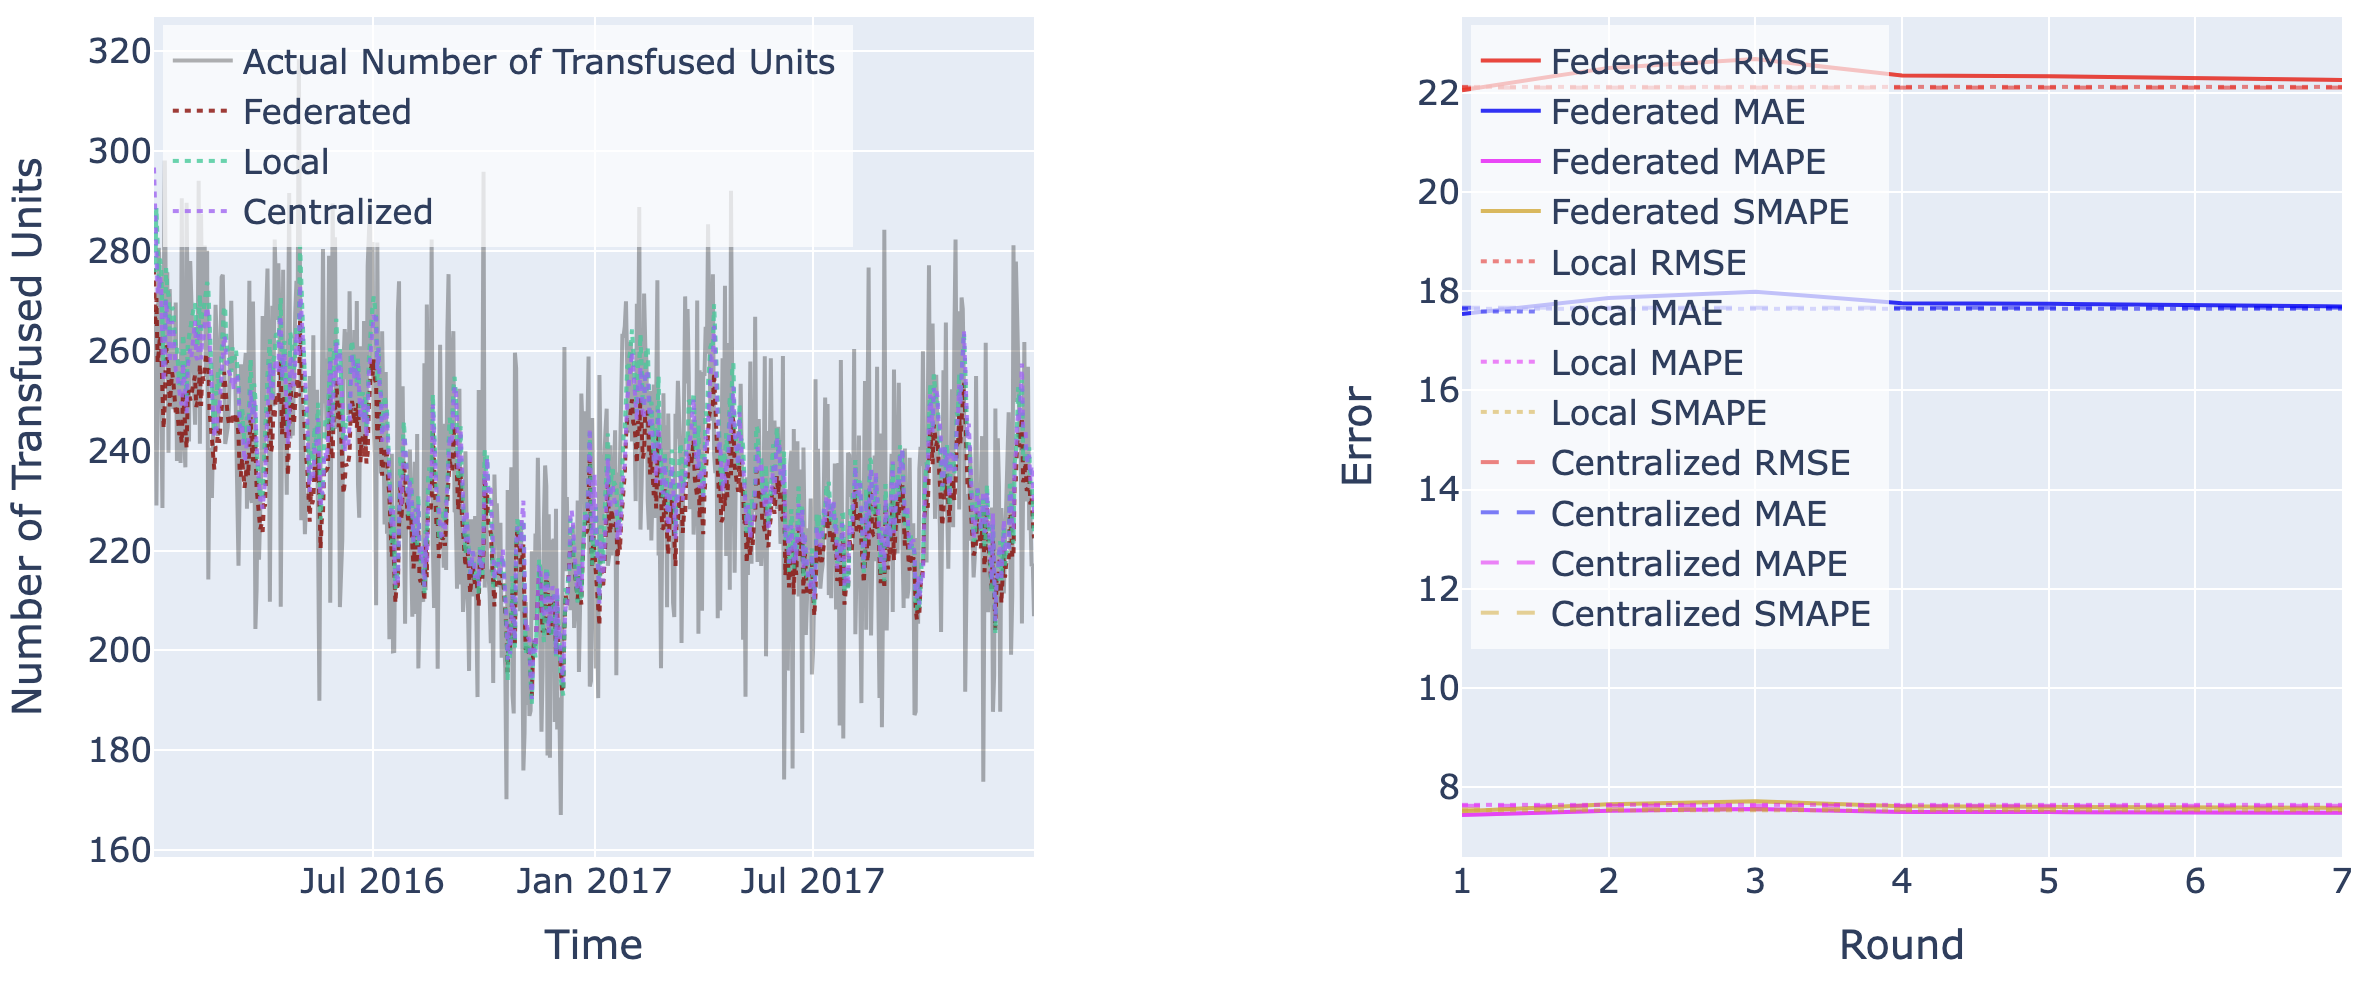 320
300
280
260
240
220
200
180
160
Number of Transfused Units
Actual Number of Transfused Units
Federated
Local
Centralized
Jul 2016
Jan 2017
Jul 2017
Time
22
20
18
16
14
12
10
8
Error
Federated RMSE
Federated MAE
Federated MAPE
Federated SMAPE
Local RMSE
Local MAE
Local MAPE
Local SMAPE
Centralized RMSE
Centralized MAE
Centralized MAPE
Centralized SMAPE
1
2
3
4
5
6
7
Round